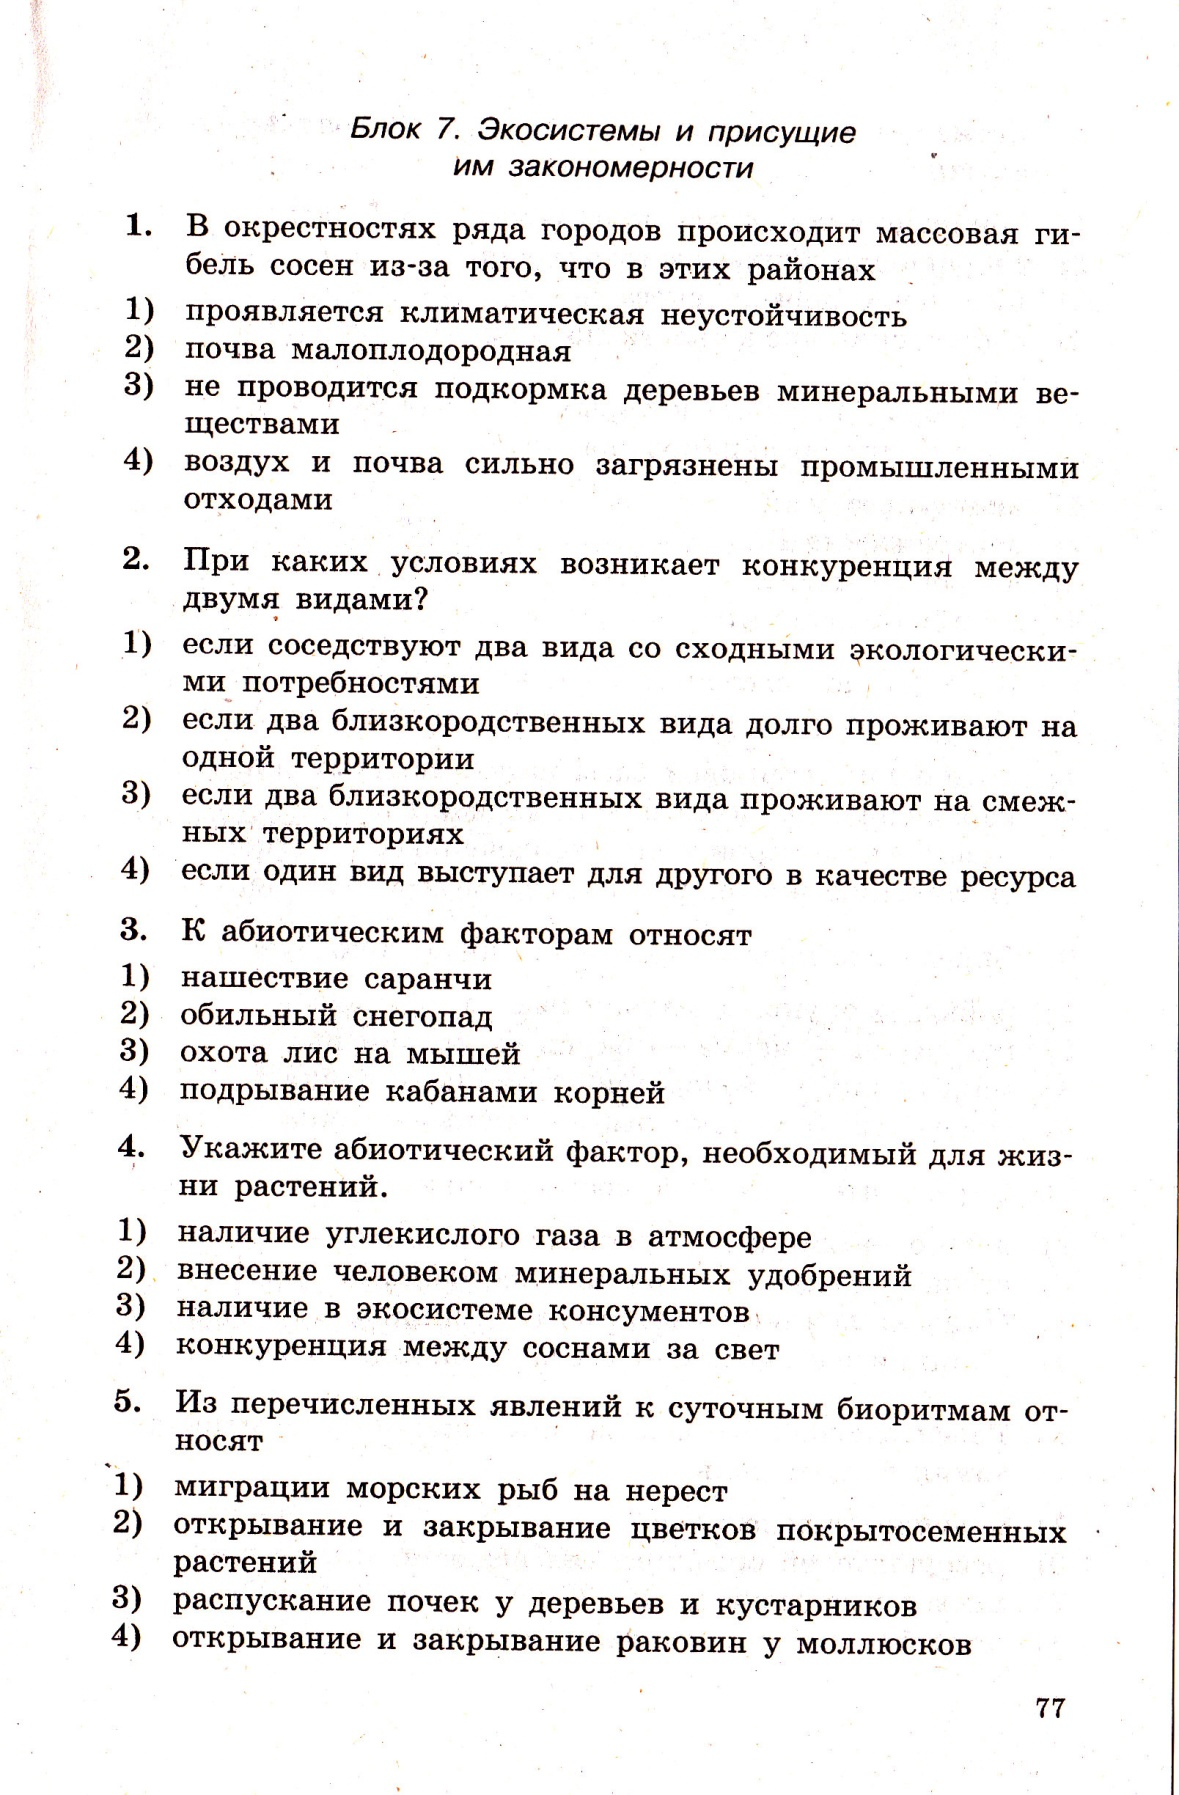 Блок 7. Экосистемы и присущие
им закономерности
1. В окрестностях ряда городов происходит массовая ги-
бель сосен из-за того, что в этих районах
1) проявляется климатическая неустойчивость
2) почва малоплодородная
3) не проводится подкормка деревьев минеральными ве-
ществами
4) воздух и почва сильно загрязнены промышленными
отходами
2. При каких условиях возникает конкуренция между
двумя видами?
1) если соседствуют два вида со сходными экологически-
ми потребностями
2) если два близкородственных вида долго проживают на
одной территории
3) если два близкородственных вида проживают на смеж-
ных территориях
4) если один вид выступает для другого в качестве ресурса
3. К абиотическим факторам относят
1) нашествие саранчи
2) обильный снегопад
3) охота лис на мышей
4) подрывание кабанами корней
4. Укажите абиотический фактор, необходимый для жиз-
ни растений.
1) наличие углекислого газа в атмосфере
2) внесение человеком минеральных удобрений
3) наличие в экосистеме консументов
4) конкуренция между соснами за свет
5. Из перечисленных явлений к суточным биоритмам от-
носят
1) миграции морских рыб на нерест
2) открывание и закрывание цветков покрытосеменных
растений
3) распускание почек у деревьев и кустарников
4) открывание и закрывание раковин у моллюсков
77